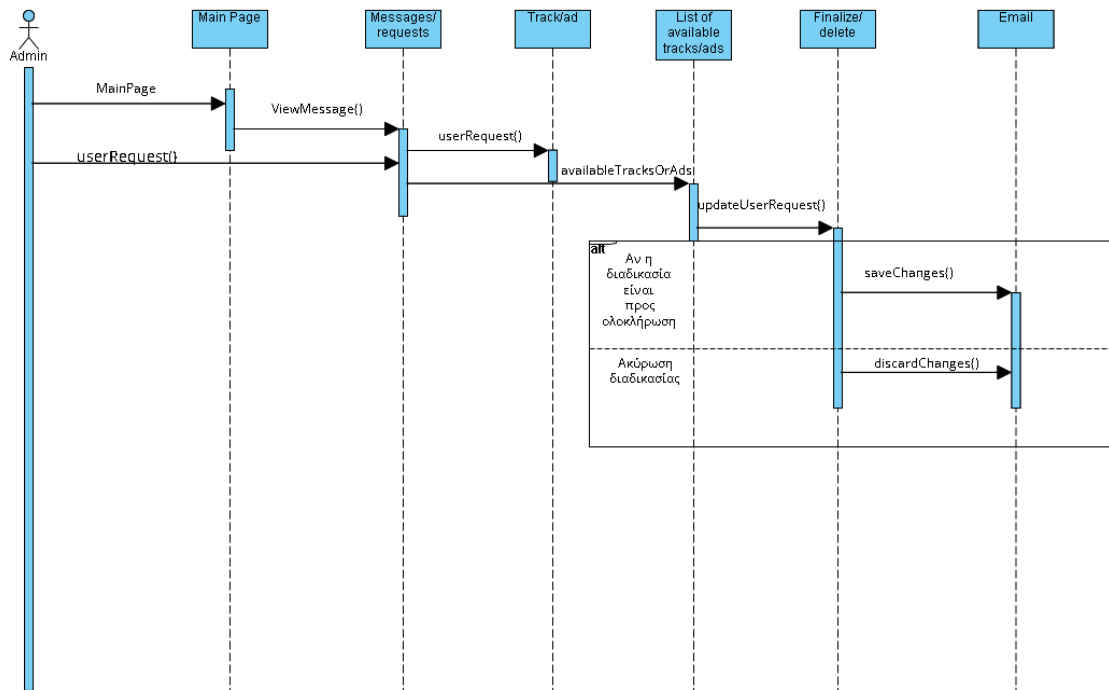 Admin
Main Page
Messages/
requests
Track/ad
List of
available
tracks/ads
Finalize/
delete
Email
MainPage
ViewMessage()
userRequest()
userRequest()
availableTracksOrAds
updateUserRequest()
alt
Αν η
διαδικασία
είναι
προς
ολοκλήρωση
saveChanges()
Ακύρωση
διαδικασίας
discardChanges()